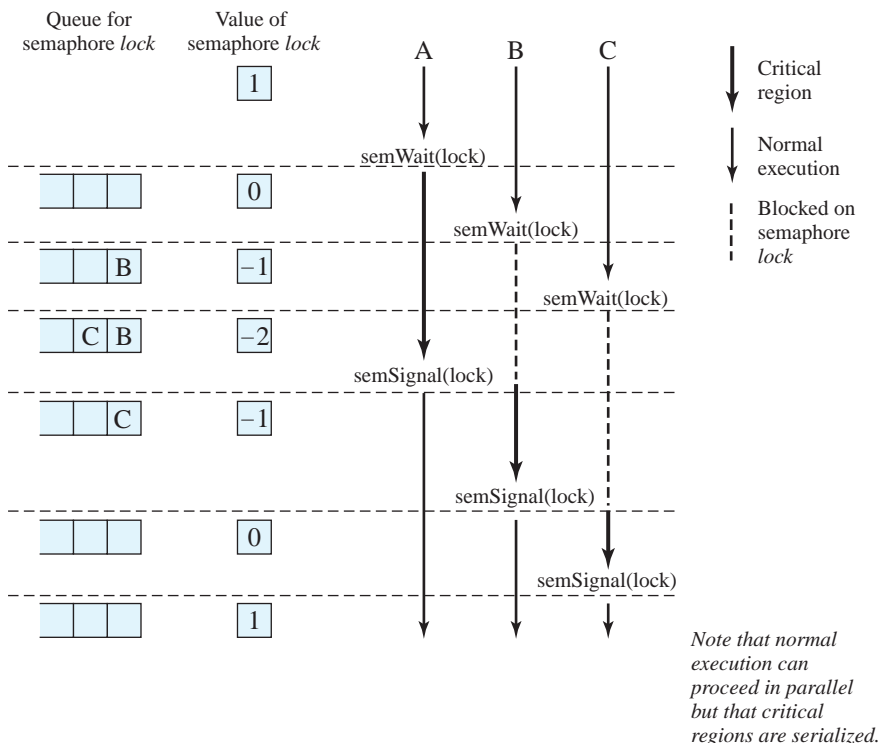 Queue for
semaphore lock
Value of
semaphore lock
A
B
C
1
Critical
region
Normal
execution
Blocked on
semaphore
lock
semWait(lock)
0
semWait(lock)
B
–1
semWait(lock)
C B
–2
semSignal(lock)
C
–1
semSignal(lock)
0
semSignal(lock)
1
Note that normal
execution can
proceed in parallel
but that critical
regions are serialized.